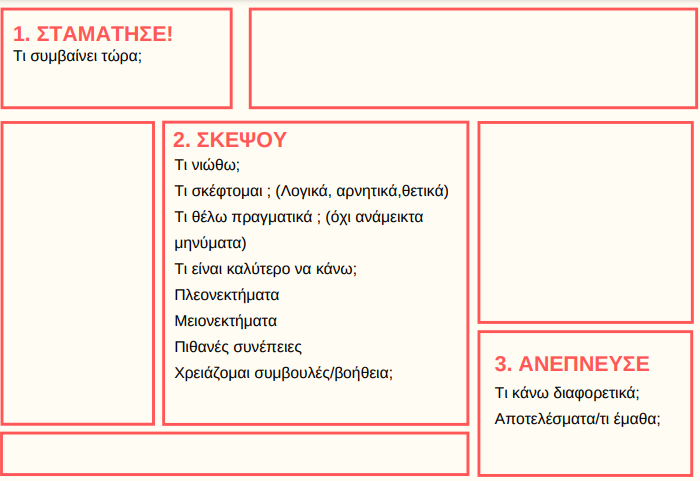 1. ΣΤΑΜΑΤΗΣΕ!
Τι συμβαίνει τώρα;
2. ΣΚΕΨΟΥ
Τι νιώθω;
Τι σκέφτομαι ; (Λογικά, αρνητικά,θετικά)
Τι θέλω πραγματικά ; (όχι ανάμεικτα
μηνύματα)
Τι είναι καλύτερο να κάνω;
Πλεονεκτήματα
Μειονεκτήματα
Πιθανές συνέπειες
Χρειάζομαι συμβουλές/βοήθεια;
3. ΑΝΕΠΝΕΥΣΕ
Τι κάνω διαφορετικά;
Αποτελέσματα/τι έμαθα;